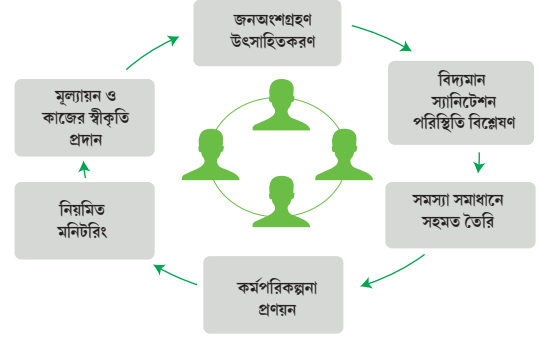 জনঅংশগ্রহণ
উৎসাহিতকরণ
বিদ্যমান
স্যানিটেশন
পরিস্থিতি বিশ্লেষণ
সমস্যা সমাধানে
সহমত তৈরি
কর্মপরিকল্পনা
প্রণয়ন
নিয়মিত
মনিটরিং
মূল্যায়ন ও
কাজের স্বীকৃতি
প্রদান